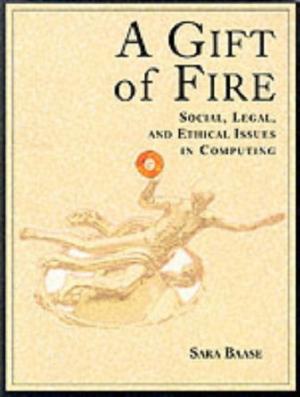 A GIFT
OF FIRE
SOCIAL, LEGAL,
AND ETHICAL ISSUES
IN COMPUTING
SARA BAASE